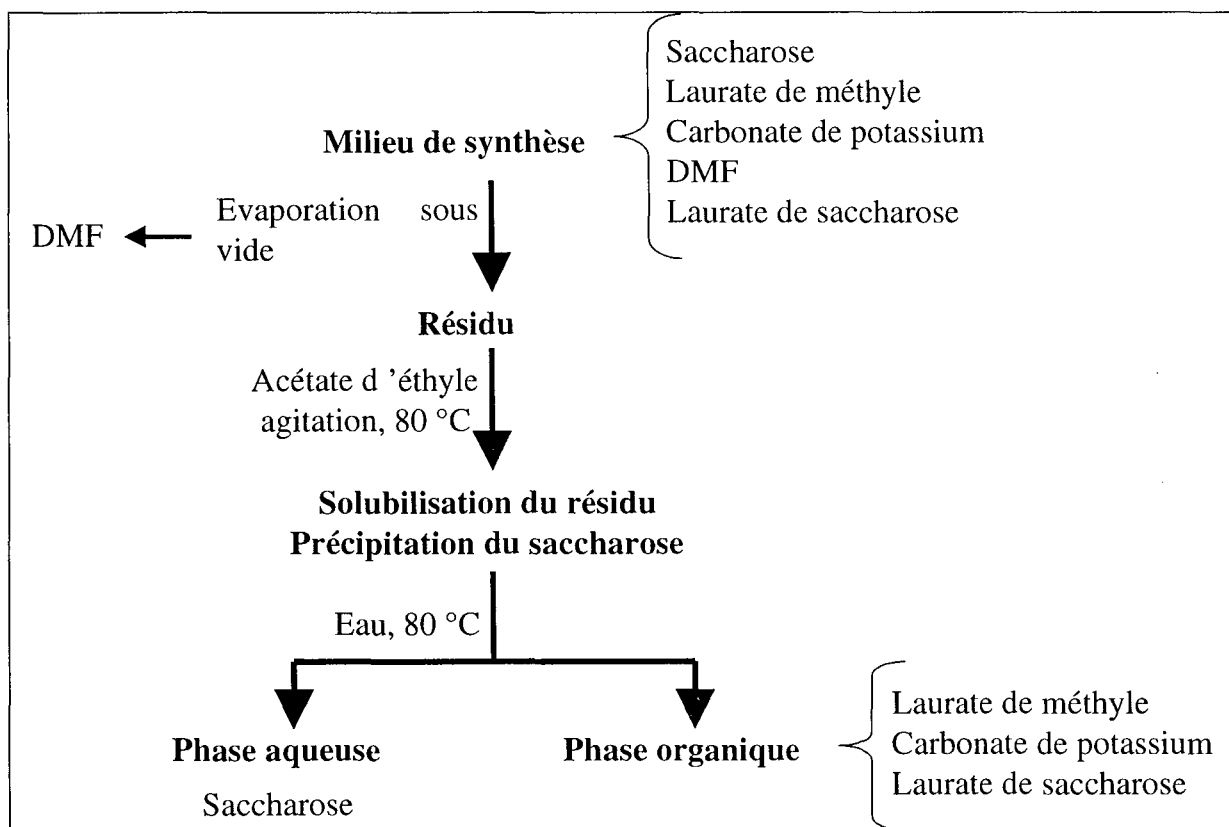 Saccharose
Laurate de méthyle
Carbonate de potassium
DMF
Laurate de saccharose
Milieu de synthèse
DMF
Evaporation sous
vide
Résidu
Acétate d ’éthyle
agitation, 80 °C
Solubilisation du résidu
Précipitation du saccharose
Eau, 80 °C
Phase aqueuse
Saccharose
Phase organique
Laurate de méthyle
Carbonate de potassium
Laurate de saccharose